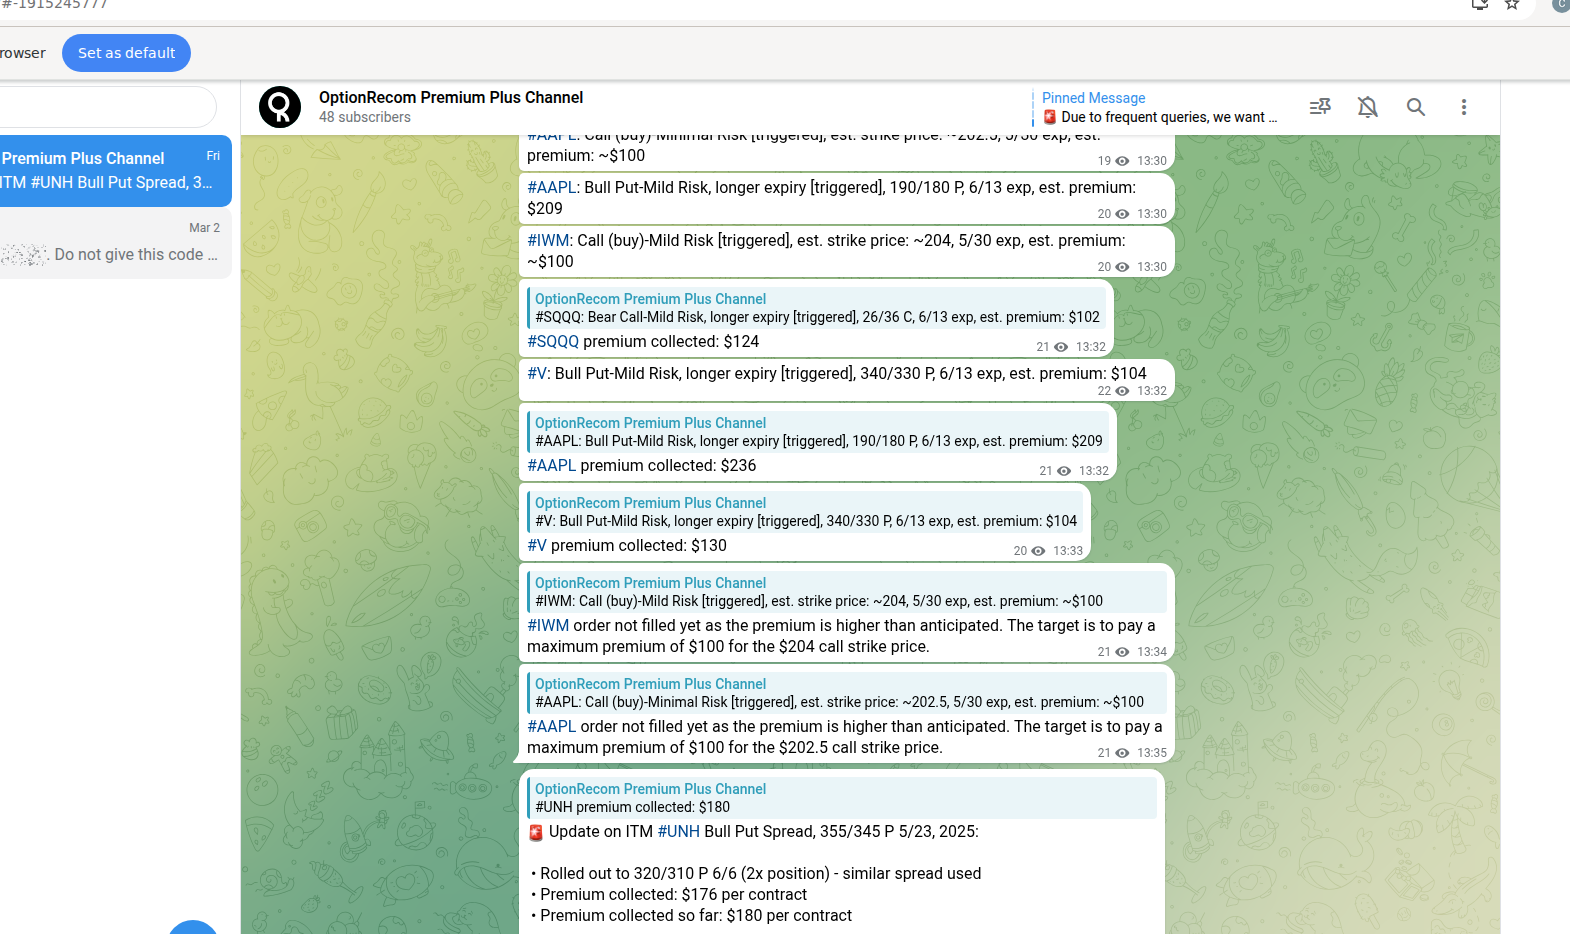 #-1915245777
rowser
Set as default
OptionRecom Premium Plus Channel
48 subscribers
Pinned Message
🚨 Due to frequent queries, we want ...
Premium Plus Channel
Fri
ITM #UNH Bull Put Spread, 3...
Mar 2
. Do not give this code ...
#AAPL: Call (buy)-Minimal Risk [triggered], est. strike price: ~202.5, 5/30 exp, est.
premium: ~$100
19 13:30
#AAPL: Bull Put-Mild Risk, longer expiry [triggered], 190/180 P, 6/13 exp, est. premium:
$209
20 13:30
#IWM: Call (buy)-Mild Risk [triggered], est. strike price: ~204, 5/30 exp, est. premium:
~$100
20 13:30
OptionRecom Premium Plus Channel
#SQQQ: Bear Call-Mild Risk, longer expiry [triggered], 26/36 C, 6/13 exp, est. premium: $102
#SQQQ premium collected: $124
21 13:32
#V: Bull Put-Mild Risk, longer expiry [triggered], 340/330 P, 6/13 exp, est. premium: $104
22 13:32
OptionRecom Premium Plus Channel
#AAPL: Bull Put-Mild Risk, longer expiry [triggered], 190/180 P, 6/13 exp, est. premium: $209
#AAPL premium collected: $236
21 13:32
OptionRecom Premium Plus Channel
#V: Bull Put-Mild Risk, longer expiry [triggered], 340/330 P, 6/13 exp, est. premium: $104
#V premium collected: $130
20 13:33
OptionRecom Premium Plus Channel
#IWM: Call (buy)-Mild Risk [triggered], est. strike price: ~204, 5/30 exp, est. premium: ~$100
#IWM order not filled yet as the premium is higher than anticipated. The target is to pay a
maximum premium of $100 for the $204 call strike price.
21 13:34
OptionRecom Premium Plus Channel
#AAPL: Call (buy)-Minimal Risk [triggered], est. strike price: ~202.5, 5/30 exp, est. premium: ~$100
#AAPL order not filled yet as the premium is higher than anticipated. The target is to pay a
maximum premium of $100 for the $202.5 call strike price.
21 13:35
OptionRecom Premium Plus Channel
#UNH premium collected: $180
🚨 Update on ITM #UNH Bull Put Spread, 355/345 P 5/23, 2025:
• Rolled out to 320/310 P 6/6 (2x position) - similar spread used
• Premium collected: $176 per contract
• Premium collected so far: $180 per contract